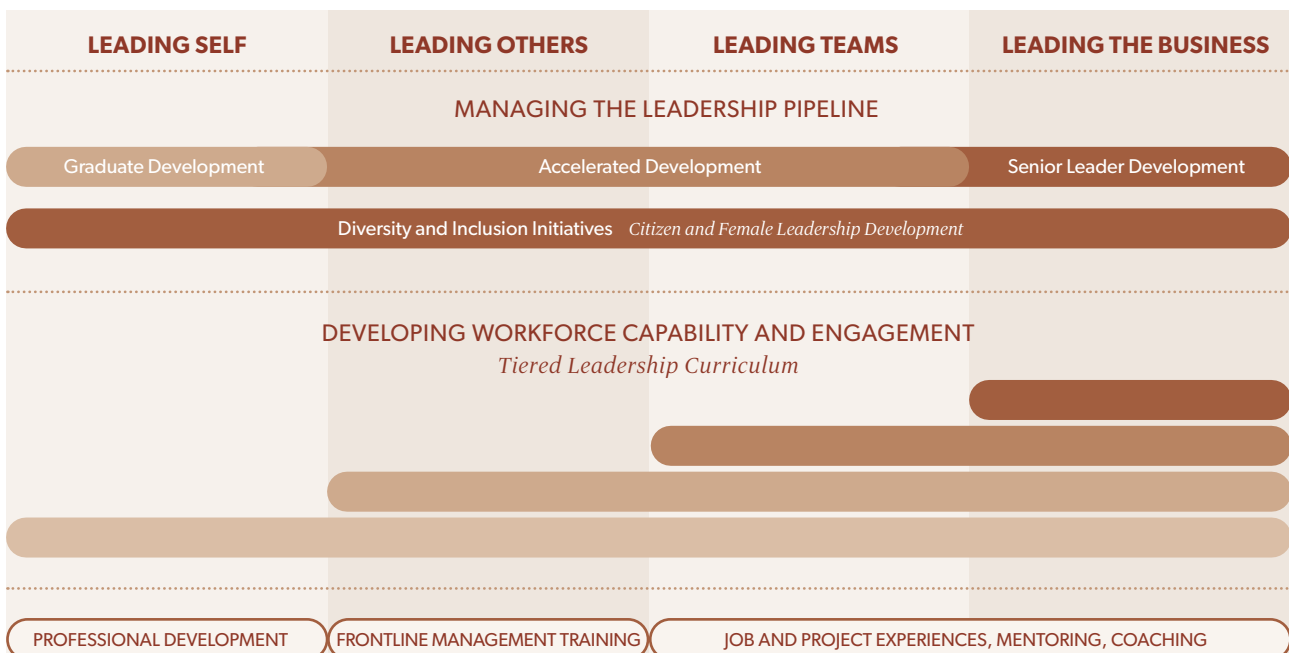 LEADING SELF
LEADING OTHERS
LEADING TEAMS
LEADING THE BUSINESS
MANAGING THE LEADERSHIP PIPELINE
Graduate Development
Accelerated Development
Senior Leader Development
Diversity and Inclusion Initiatives Citizen and Female Leadership Development
DEVELOPING WORKFORCE CAPABILITY AND ENGAGEMENT
Tiered Leadership Curriculum
PROFESSIONAL DEVELOPMENT
FRONTLINE MANAGEMENT TRAINING
JOB AND PROJECT EXPERIENCES, MENTORING, COACHING